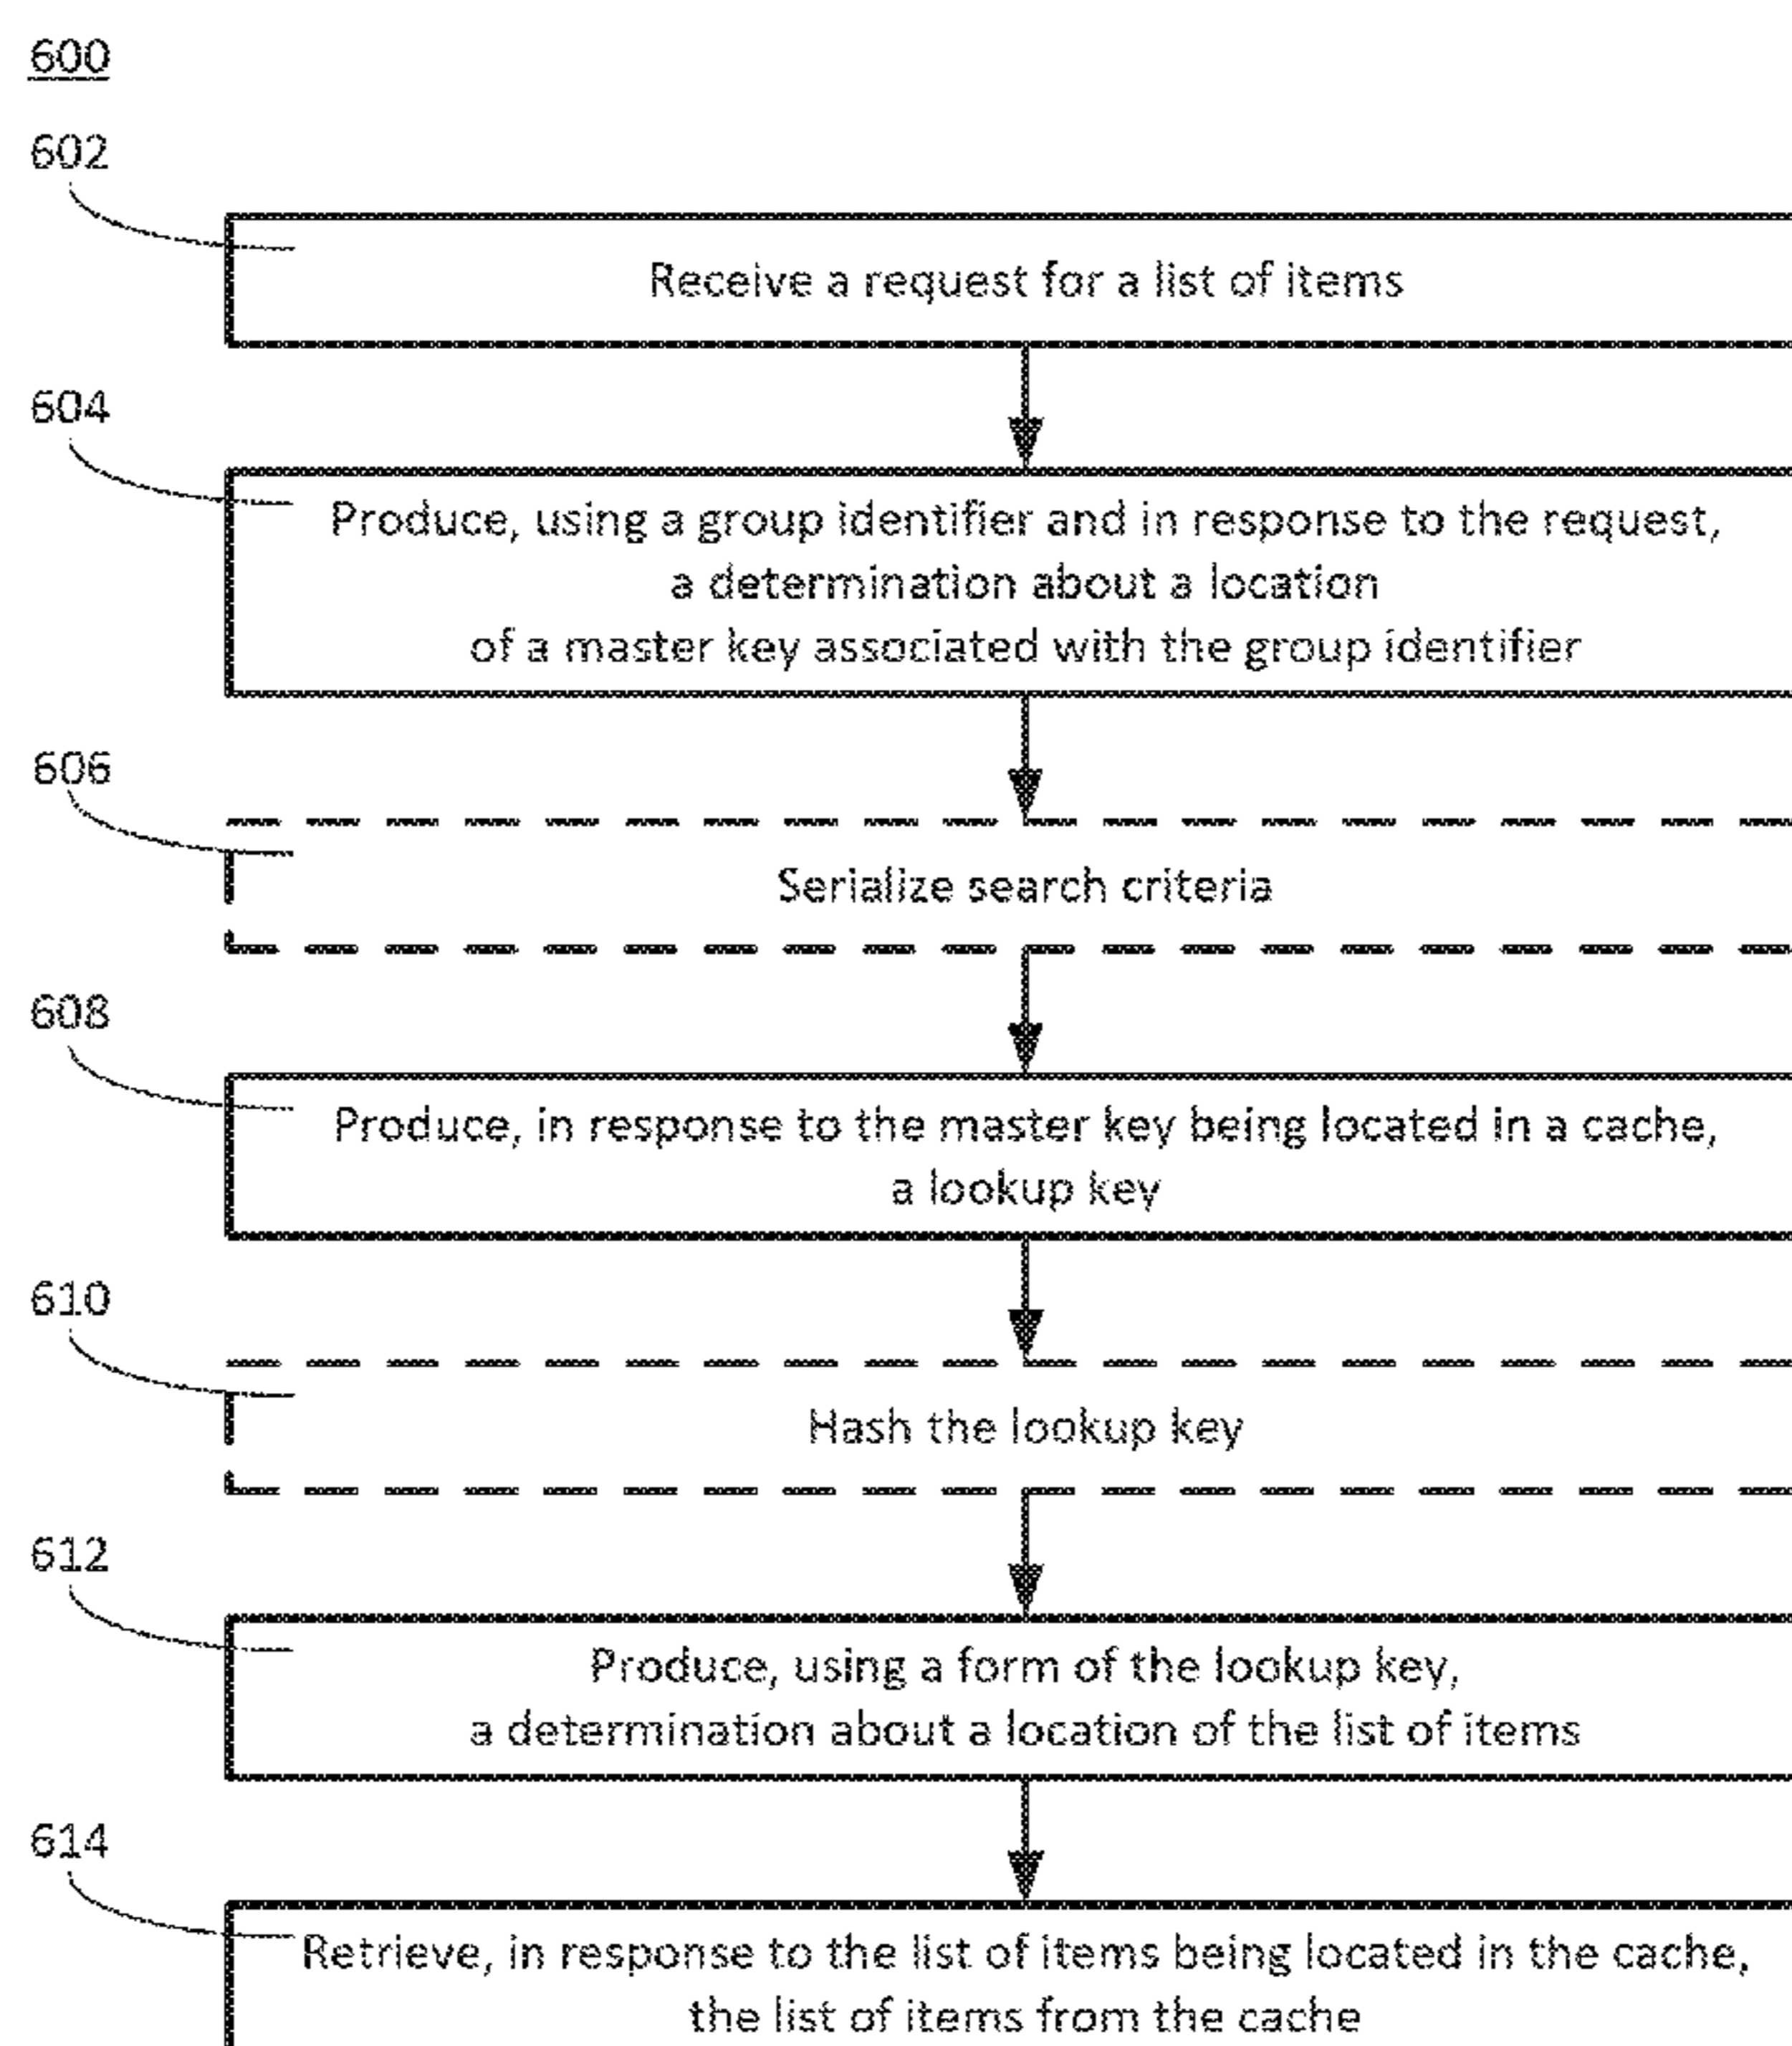 600
602
Receive a request for a list of items
604
Produce, using a group identifier and in response to the request,
a determination about a location
of a master key associated with the group identifier
606
Serialize search criteria
608
Produce, in response to the master key being located in a cache,
a lookup key
610
Hash the lookup key
612
Produce, using a form of the lookup key,
a determination about a location of the list of items
614
Retrieve, in response to the list of items being located in the cache,
the list of items from the cache